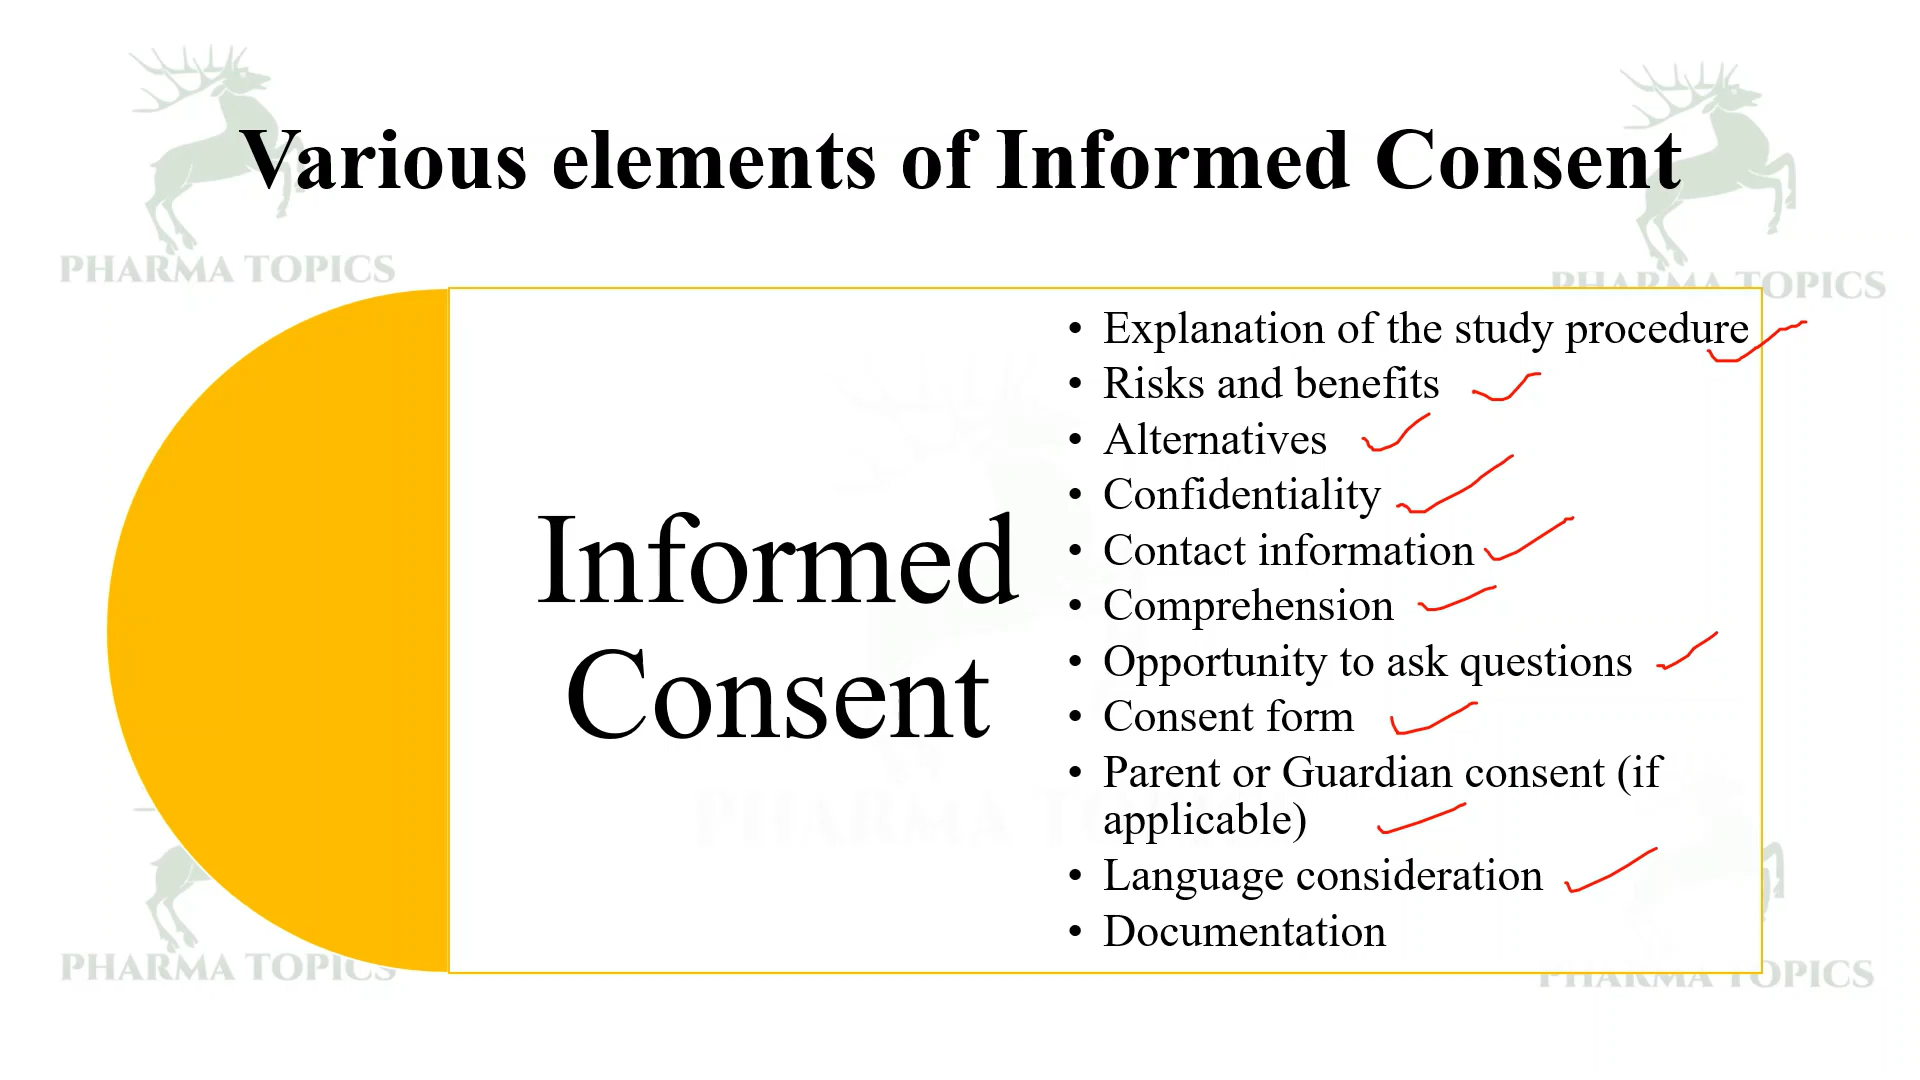 Various elements of Informed Consent
PHARMA TOPICS
PHARMA TOPICS
Informed
Consent
• Explanation of the study procedure
• Risks and benefits
• Alternatives
• Confidentiality
• Contact information
• Comprehension
• Opportunity to ask questions
• Consent form
• Parent or Guardian consent (if
applicable)
• Language consideration
• Documentation
PHARMA TOPICS
PHARMA TOPICS
PHARMA TOPICS